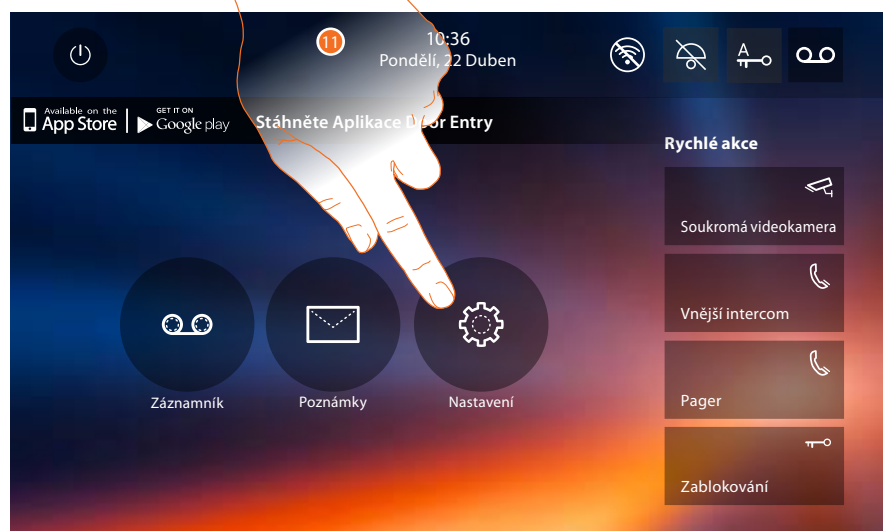 11
10:36
Pondělí, 22 Duben
A
Available on the
App Store
GET IT ON
Google play
Stáhněte Aplikace Door Entry
Rychlé akce
Soukromá videokamera
Vnější intercom
Pager
Zablokování
Záznamník
Poznámky
Nastavení